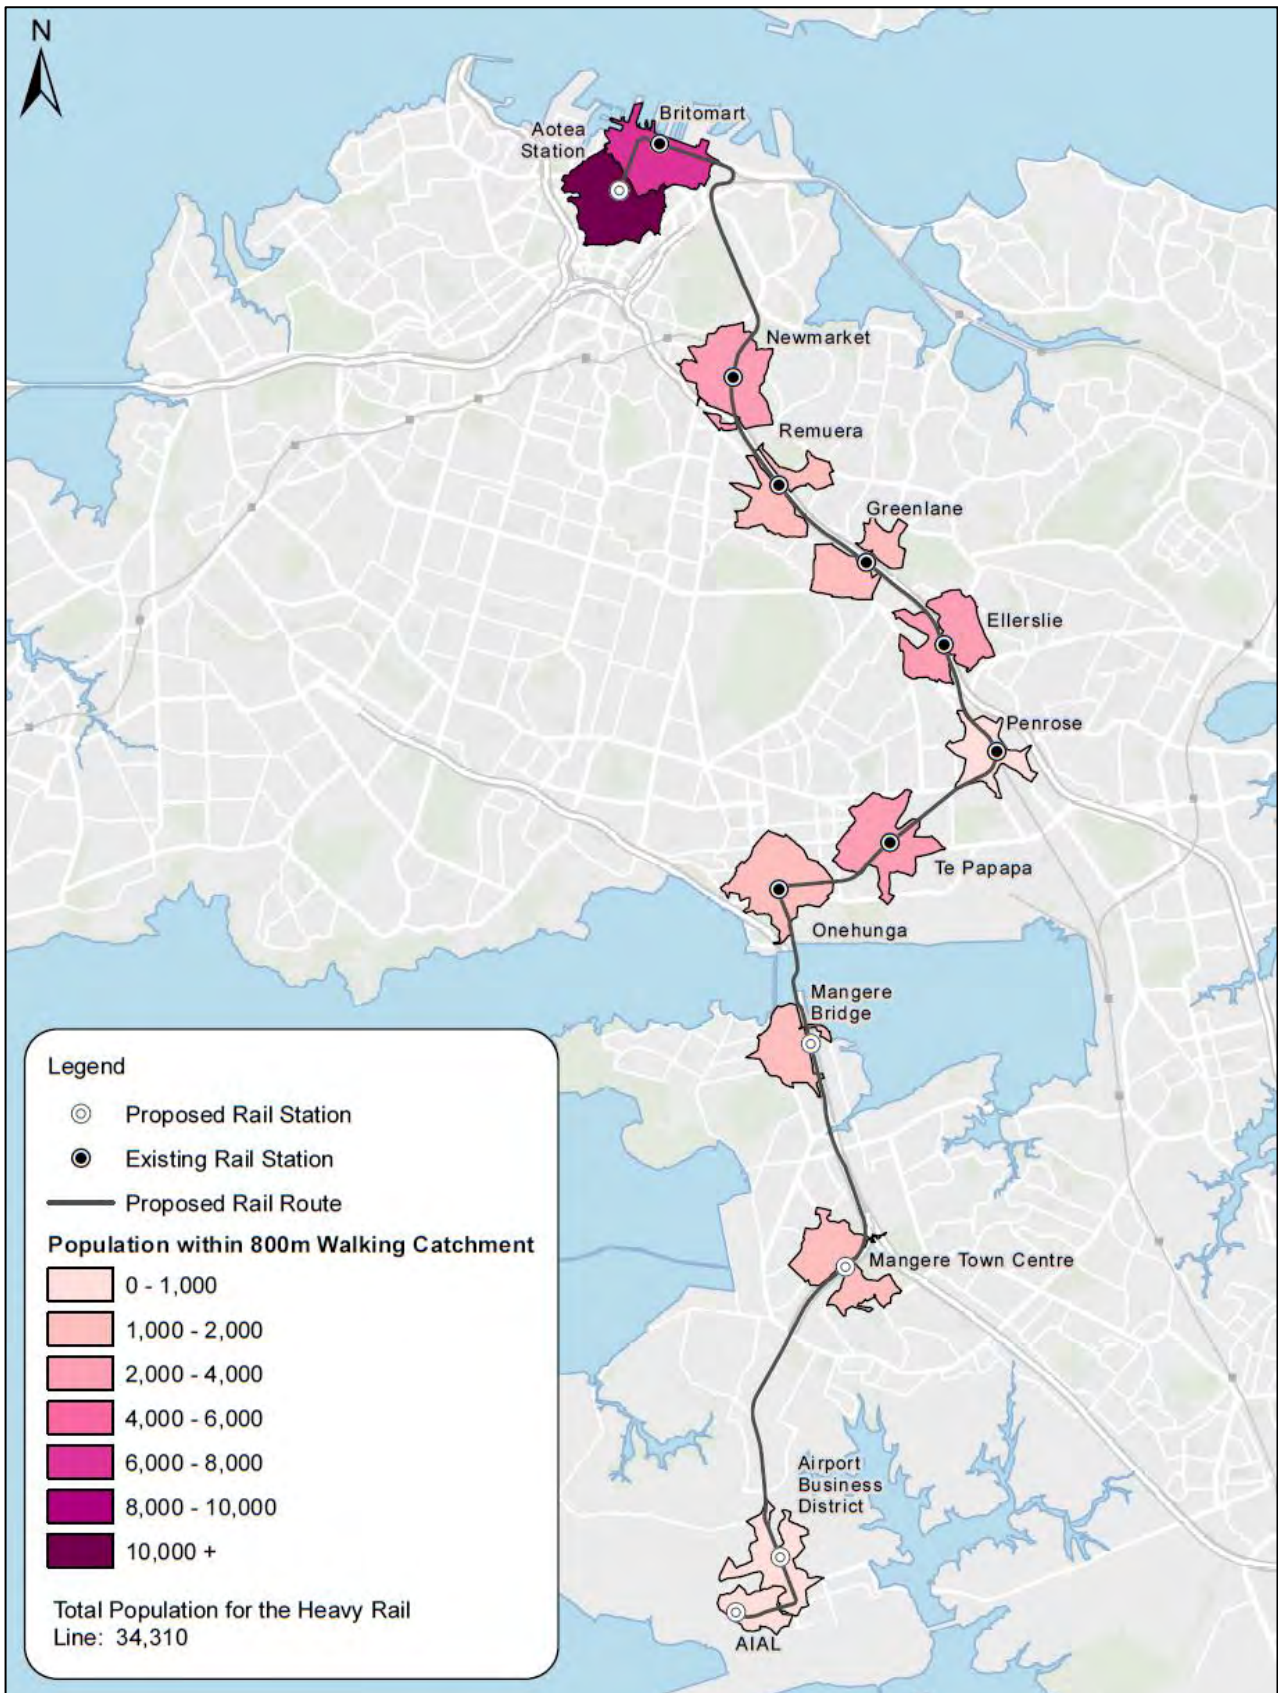 N
Britomart
Aotea
Station
Newmarket
Remuera
Greenlane
Ellerslie
Penrose
Te Papapa
Onehunga
Mangere
Bridge
Mangere Town Centre
Airport
Business
District
AIAL
Legend
Proposed Rail Station
Existing Rail Station
Proposed Rail Route
Population within 800m Walking Catchment
0 - 1,000
1,000 - 2,000
2,000 - 4,000
4,000 - 6,000
6,000 - 8,000
8,000 - 10,000
10,000 +
Total Population for the Heavy Rail
Line: 34,310